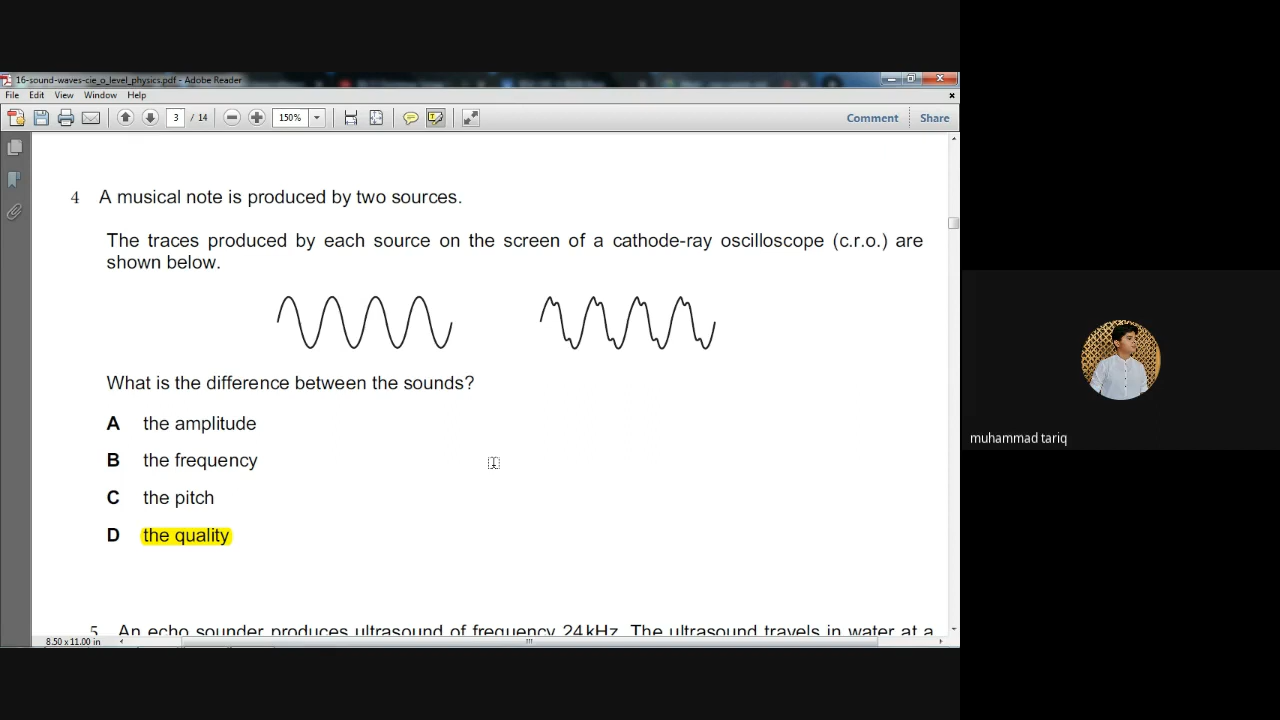 16-sound-waves-cie_o_level_physics.pdf - Adobe Reader
File Edit View Window Help
3 / 14 150% Comment Share
4 A musical note is produced by two sources.
The traces produced by each source on the screen of a cathode-ray oscilloscope (c.r.o.) are
shown below.
What is the difference between the sounds?
A the amplitude
B the frequency
C the pitch
D the quality
5 An echo sounder produces ultrasound of frequency 24 kHz. The ultrasound travels in water at a
8.50 x 11.00 in
muhammad tariq